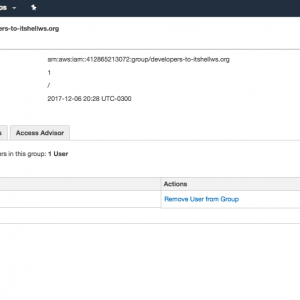 ps
ers-to-itshellws.org
arn:aws:iam::412865213072:group/developers-to-itshellws.org
1
/
2017-12-06 20:28 UTC-0300
s Access Advisor
ers in this group: 1 User
Actions
Remove User from Group